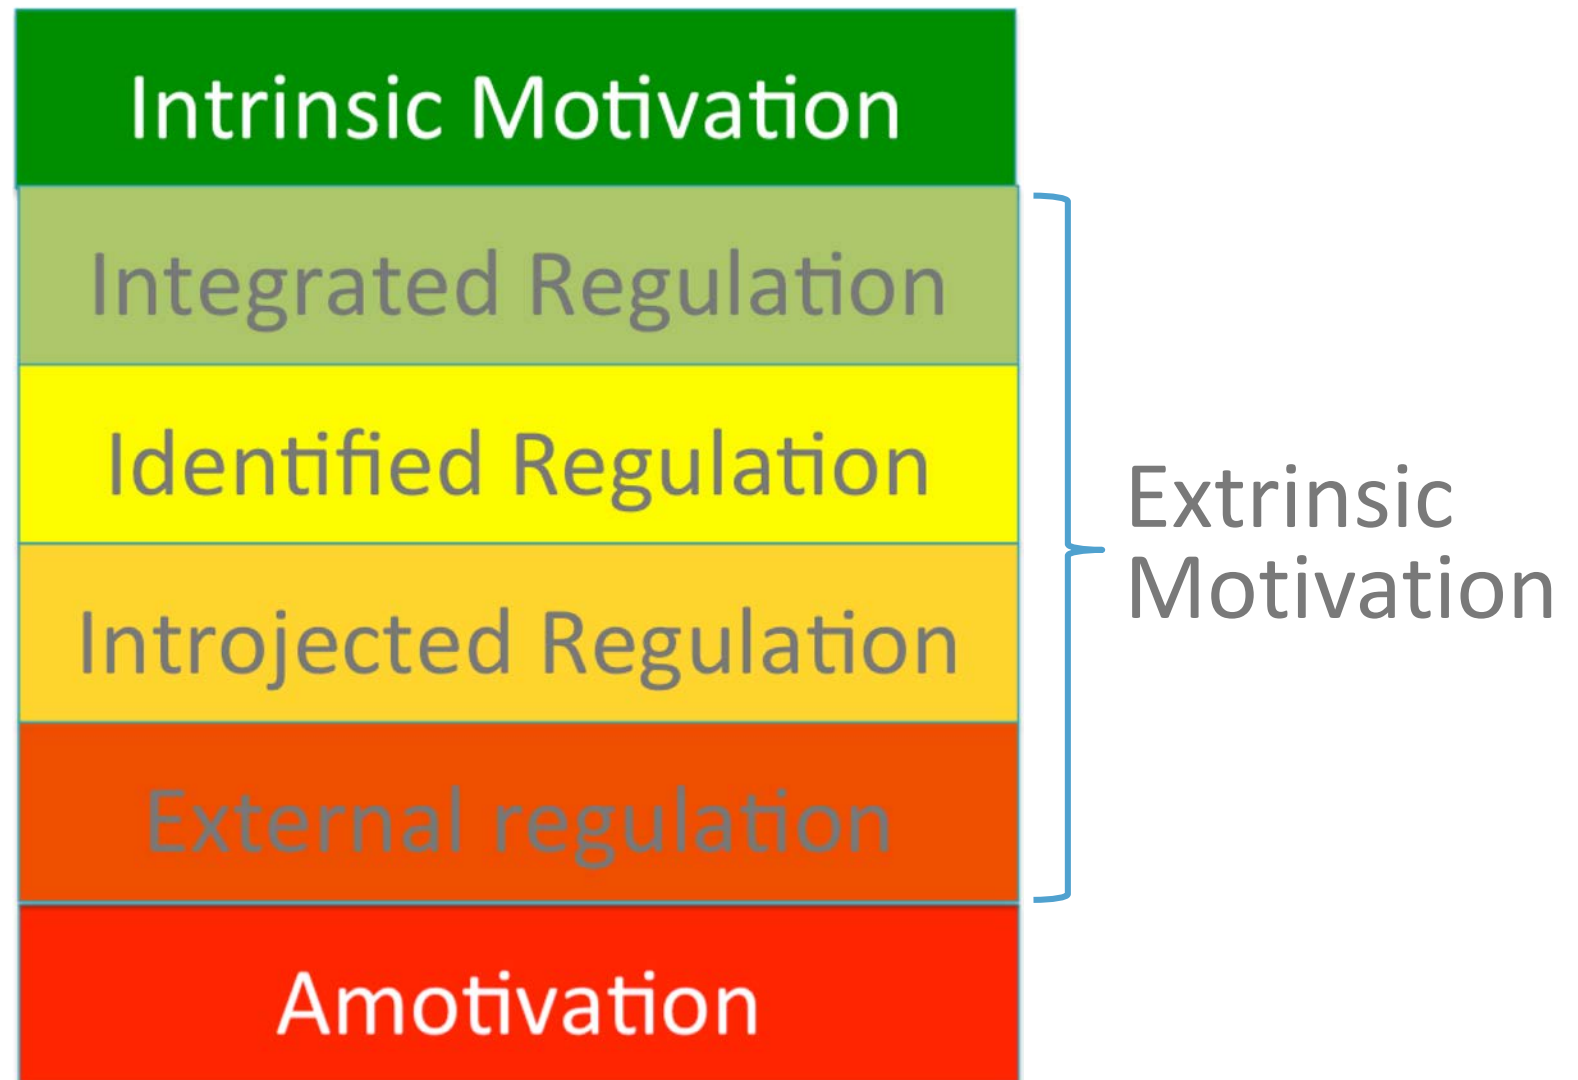 Intrinsic Motivation
Integrated Regulation
Identified Regulation
Introjected Regulation
External regulation
Amotivation
Extrinsic
Motivation